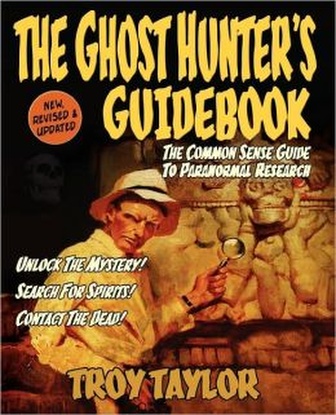 THE GHOST HUNTER'S
GUIDEBOOK
NEW,
REVISED &
UPDATED
THE COMMON SENSE GUIDE
TO PARANORMAL RESEARCH
UNLOCK THE MYSTERY!
SEARCH FOR SPIRITS!
CONTACT THE DEAD!
TROY TAYLOR